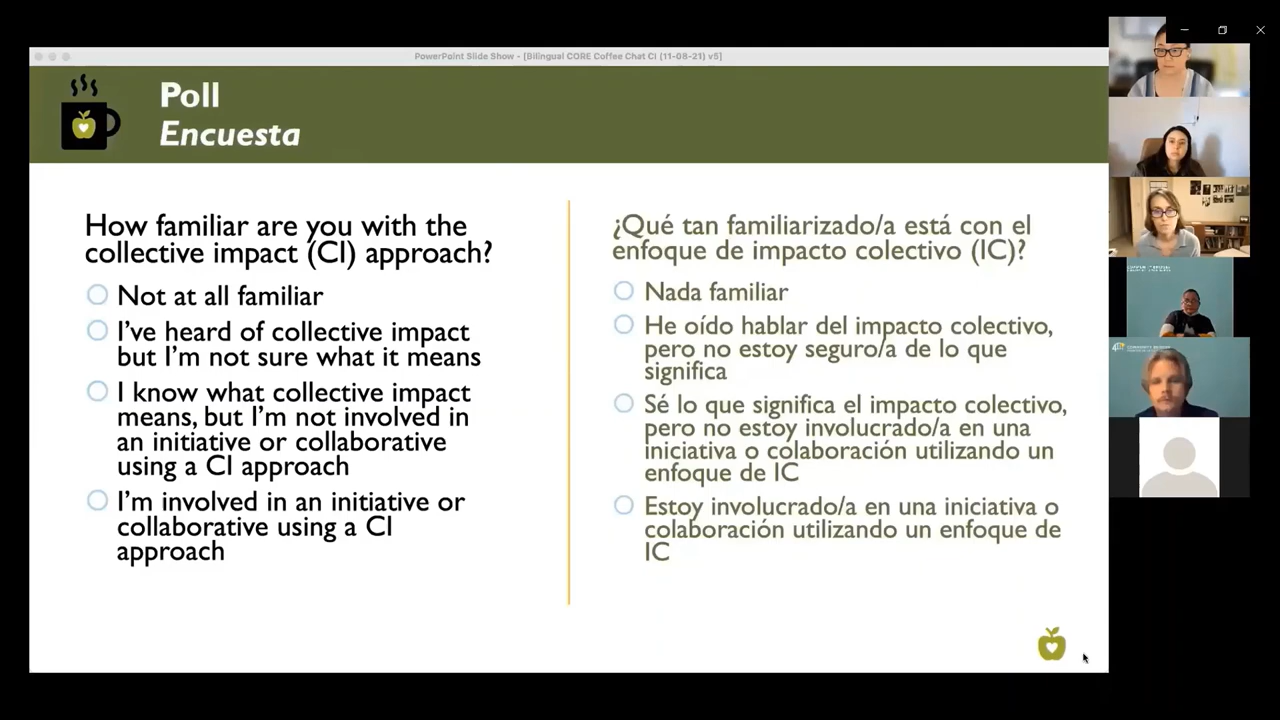 PowerPoint Slide Show - [Bilingual CORE Coffee Chat CI (11-08-21) v5]
Poll
Encuesta
How familiar are you with the
collective impact (CI) approach?
Not at all familiar
I've heard of collective impact
but I'm not sure what it means
I know what collective impact
means, but I'm not involved in
an initiative or collaborative
using a CI approach
I'm involved in an initiative or
collaborative using a CI
approach
¿Qué tan familiarizado/a está con el
enfoque de impacto colectivo (IC)?
Nada familiar
He oído hablar del impacto colectivo,
pero no estoy seguro/a de lo que
significa
Sé lo que significa el impacto colectivo,
pero no estoy involucrado/a en una
iniciativa o colaboración utilizando un
enfoque de IC
Estoy involucrado/a en una iniciativa o
colaboración utilizando un enfoque de
IC